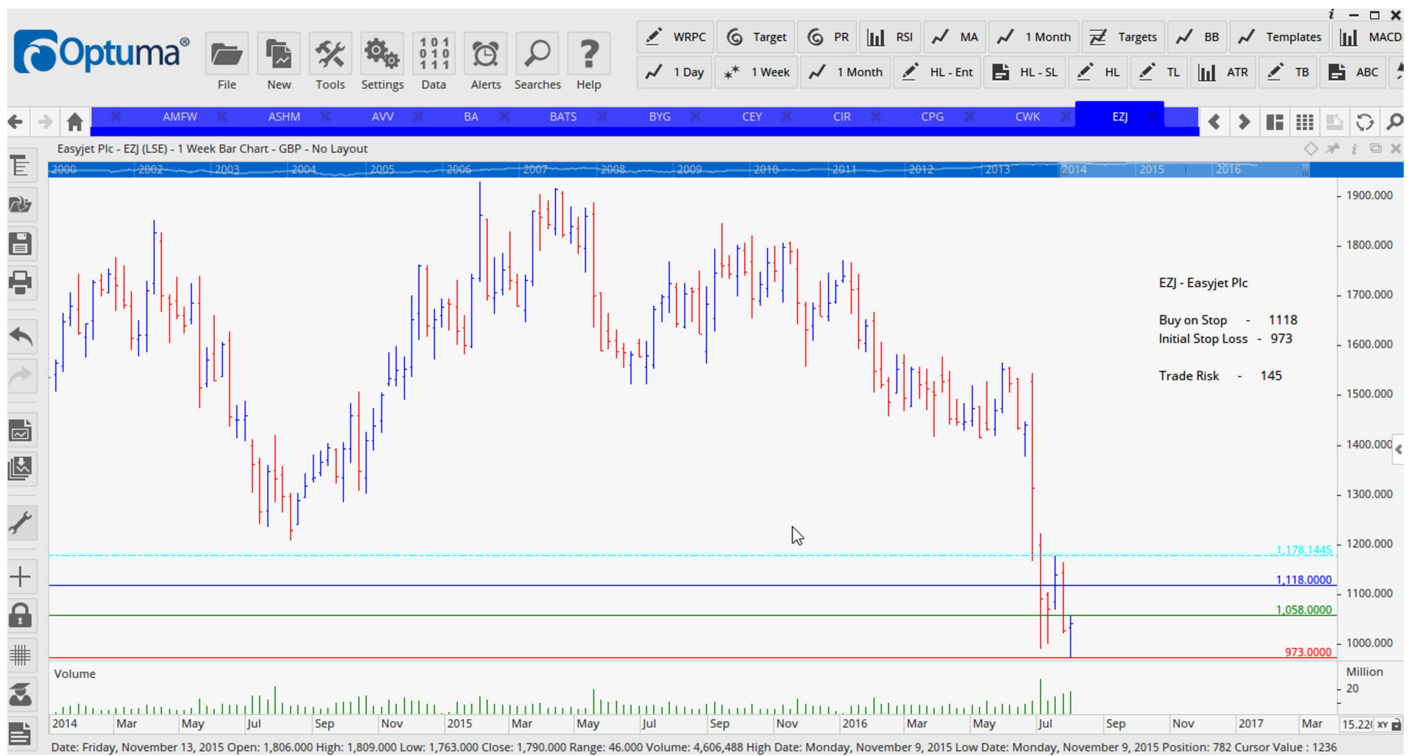 i
Optuma®
File
New
Tools
Settings
101 010 111
Data
Alerts
Searches
Help
WRPC Target PR RSI MA 1 Month Targets BB Templates MACD
1 Day 1 Week 1 Month HL - Ent HL - SL HL TL ATR TB ABC
AMFW ASHM AVV BA BATS BYG CEY CIR CPG CWK EZJ
Easyjet Plc - EZJ (LSE) - 1 Week Bar Chart - GBP - No Layout
2000 2002 2003 2004 2005 2006 2007 2008 2009 2010 2011 2012 2013 2014 2015 2016
1900.000
1800.000
EZJ - Easyjet Plc
1700.000
Buy on Stop - 1118
Initial Stop Loss - 973
1600.000
Trade Risk - 145
1500.000
1400.000
1300.000
1200.000
1,178.1445
1,118.0000
1100.000
1,058.0000
1000.000
973.0000
Volume
Million
20
2014 Mar May Jul Sep Nov 2015 Mar May Jul Sep Nov 2016 Mar May Jul Sep Nov 2017 Mar
XY
Date: Friday, November 13, 2015 Open: 1,806.000 High: 1,809.000 Low: 1,763.000 Close: 1,790.000 Range: 46.000 Volume: 4,606,488 High Date: Monday, November 9, 2015 Low Date: Monday, November 9, 2015 Position: 782 Cursor Value : 1236